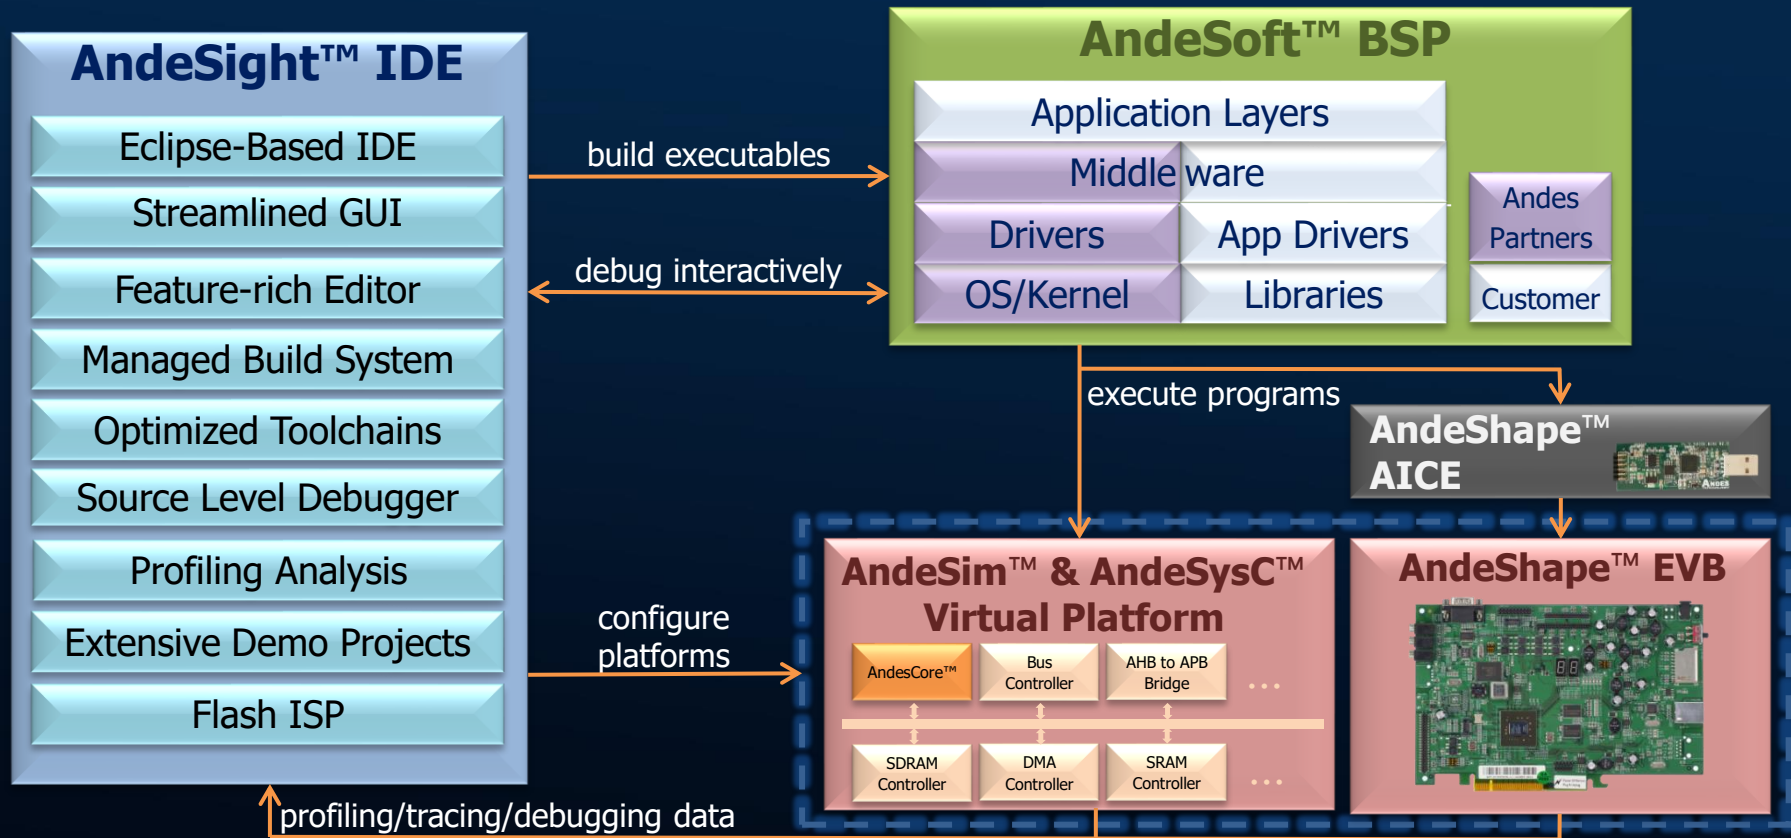 AndeSight™ IDE
Eclipse-Based IDE
Streamlined GUI
Feature-rich Editor
Managed Build System
Optimized Toolchains
Source Level Debugger
Profiling Analysis
Extensive Demo Projects
Flash ISP
build executables
debug interactively
configure
platforms
profiling/tracing/debugging data
AndeSoft™ BSP
Application Layers
Middle ware
Drivers
App Drivers
OS/Kernel
Libraries
Andes
Partners
Customer
execute programs
AndeShape™
AICE
ANDES
AndeSim™ & AndeSysC™
Virtual Platform
AndesCore™
Bus
Controller
AHB to APB
Bridge
...
SDRAM
Controller
DMA
Controller
SRAM
Controller
...
AndeShape™ EVB